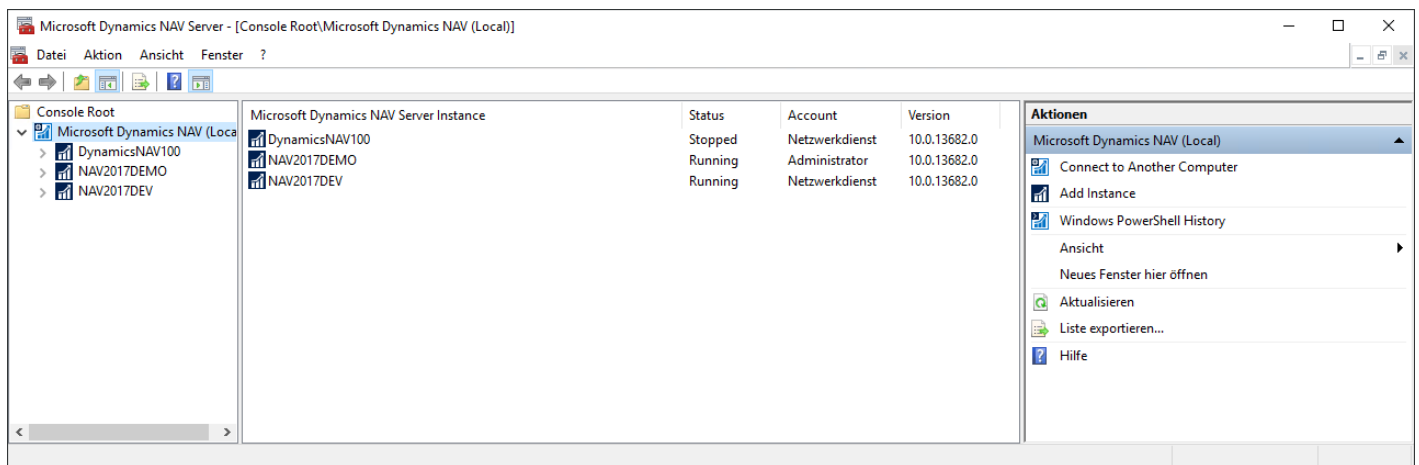 Microsoft Dynamics NAV Server - [Console Root\Microsoft Dynamics NAV (Local)]
Datei Aktion Ansicht Fenster ?
Console Root
Microsoft Dynamics NAV (Loca
DynamicsNAV100
NAV2017DEMO
NAV2017DEV
Microsoft Dynamics NAV Server Instance Status Account Version
DynamicsNAV100 Stopped Netzwerkdienst 10.0.13682.0
NAV2017DEMO Running Administrator 10.0.13682.0
NAV2017DEV Running Netzwerkdienst 10.0.13682.0
Aktionen
Microsoft Dynamics NAV (Local)
Connect to Another Computer
Add Instance
Windows PowerShell History
Ansicht
Neues Fenster hier öffnen
Aktualisieren
Liste exportieren...
Hilfe